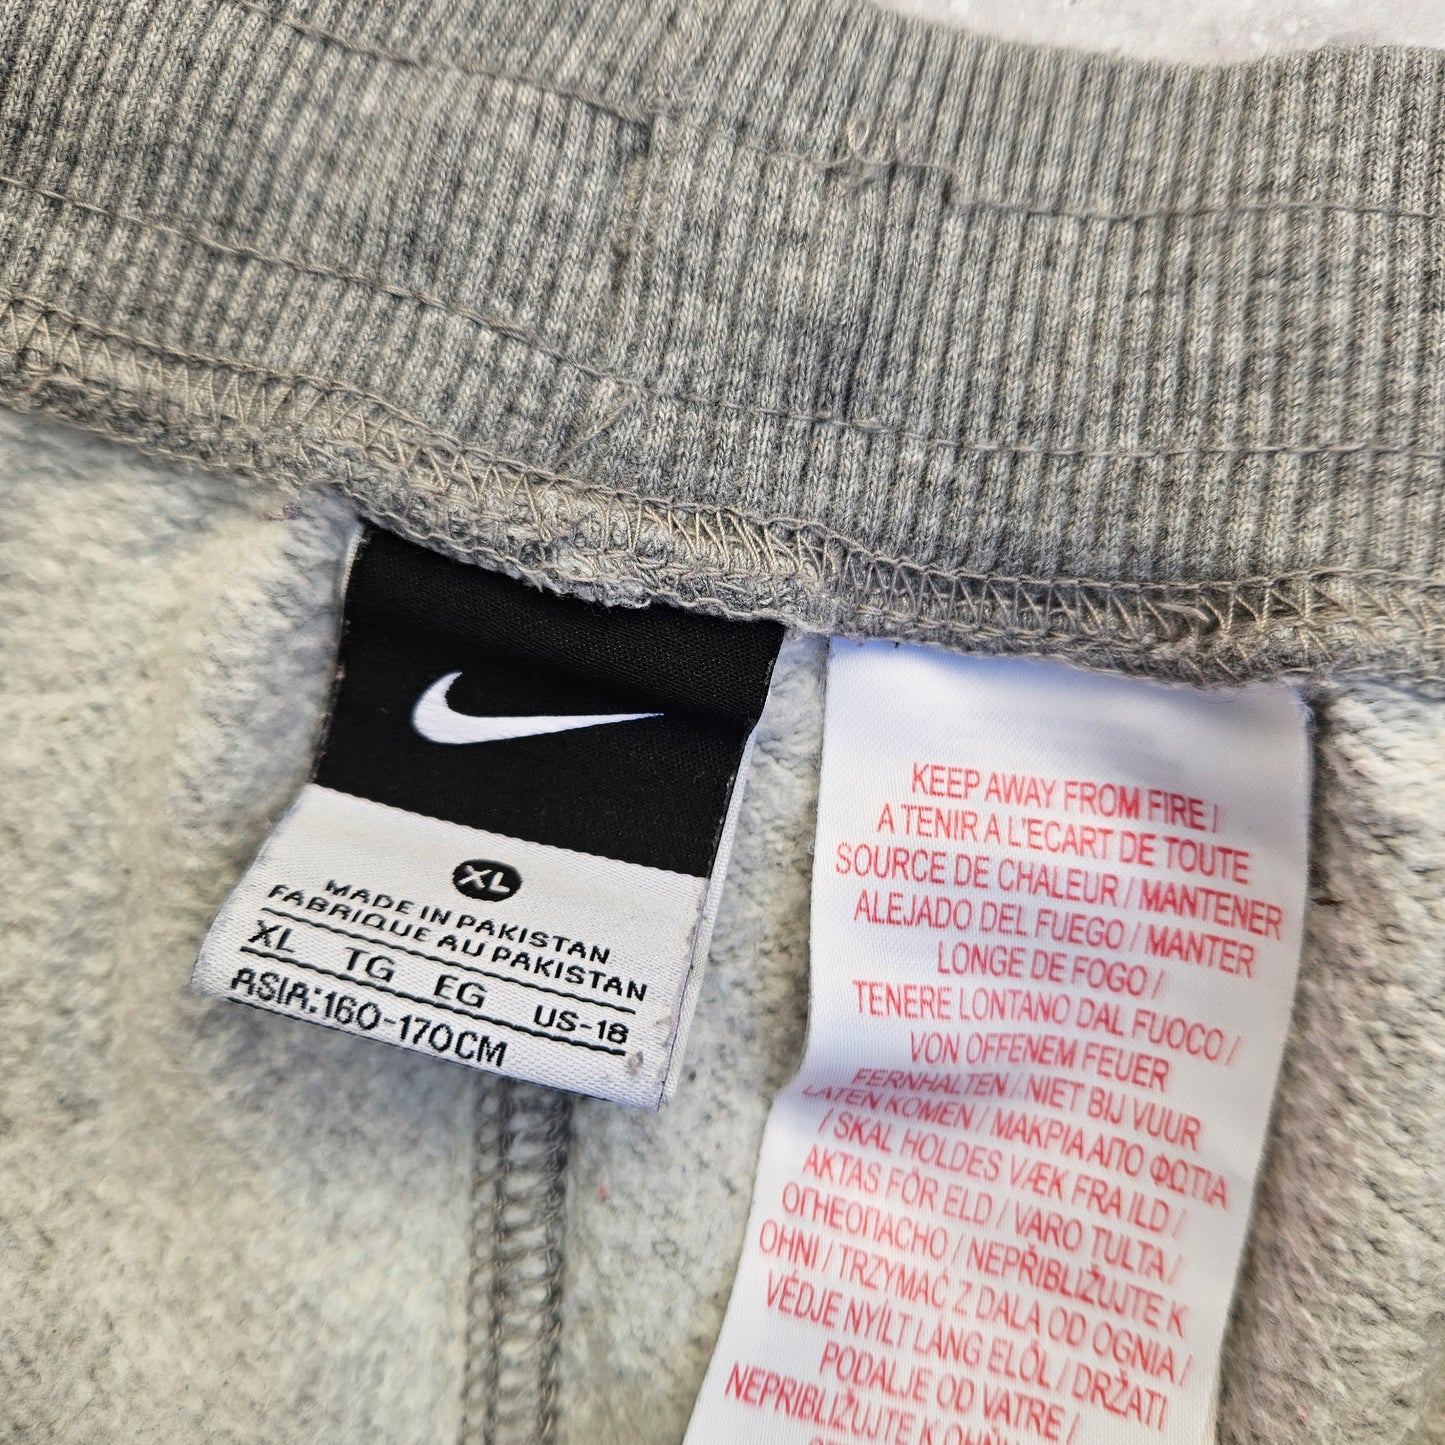 XL
MADE IN PAKISTAN
FABRIQUE AU PAKISTAN
XL TG EG US-18
ASIA:160-170CM
KEEP AWAY FROM FIRE /
A TENIR A L'ECART DE TOUTE
SOURCE DE CHALEUR / MANTENER
ALEJADO DEL FUEGO / MANTER
LONGE DE FOGO /
TENERE LONTANO DAL FUOCO /
VON OFFENEM FEUER
FERNHALTEN / NIET BIJ VUUR
LATEN KOMEN / ΜΑΚΡΙΑ ΑΠΟ ΦΩΤΙΑ
/ SKAL HOLDES VÆK FRA ILD /
AKTAS FÖR ELD / VARO TULTA /
ОГНЕОПАСНО / NEPŘIBLIŽUJTE K
OHNI / TRZYMAĆ Z DALA OD OGNIA /
VÉDJE NYÍLT LÁNG ELŐL / DRŽATI
PODALJE OD VATRE /
NEPRIBLIŽUJTE K OHŇU